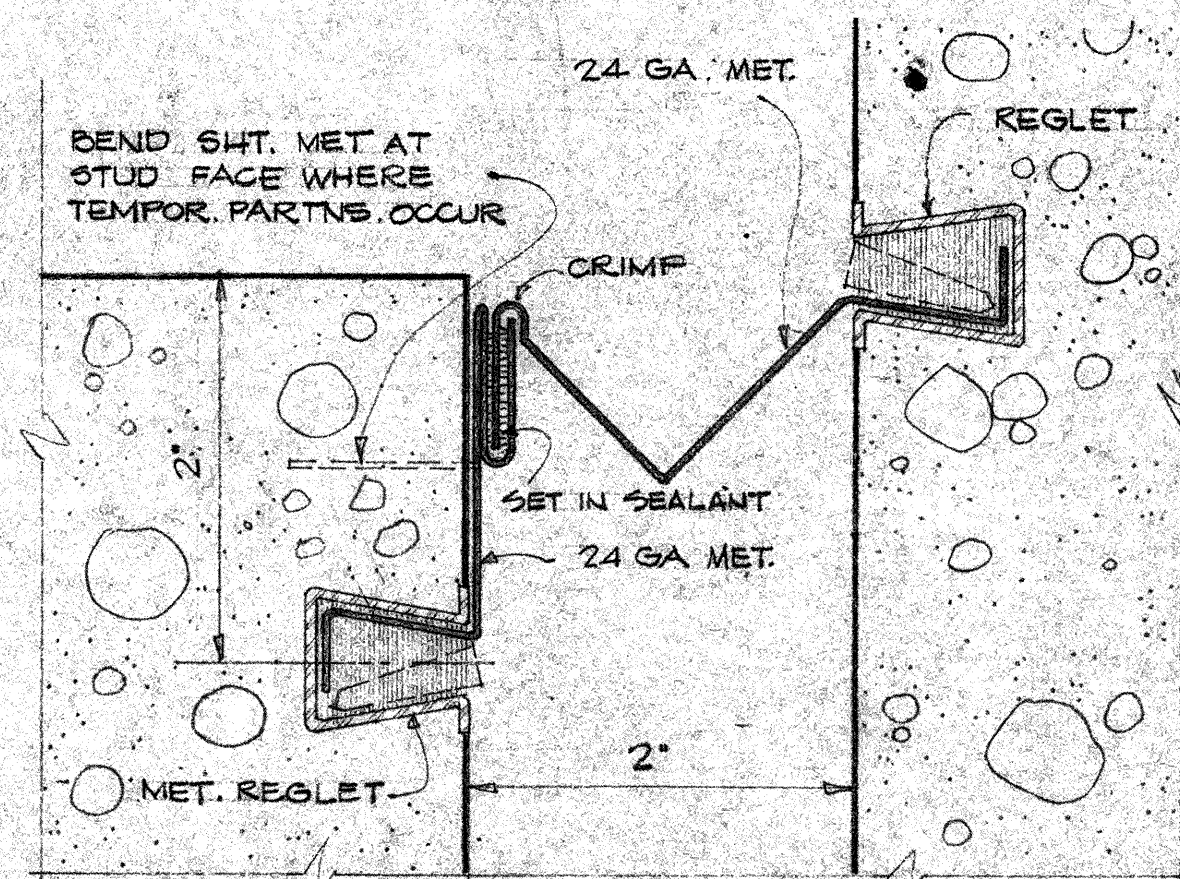 24 GA. MET.
REGLET
BEND SHT. MET AT
STUD FACE WHERE
TEMPOR. PARTNS. OCCUR
CRIMP
2"
SET IN SEALANT
24 GA MET.
2"
MET. REGLET